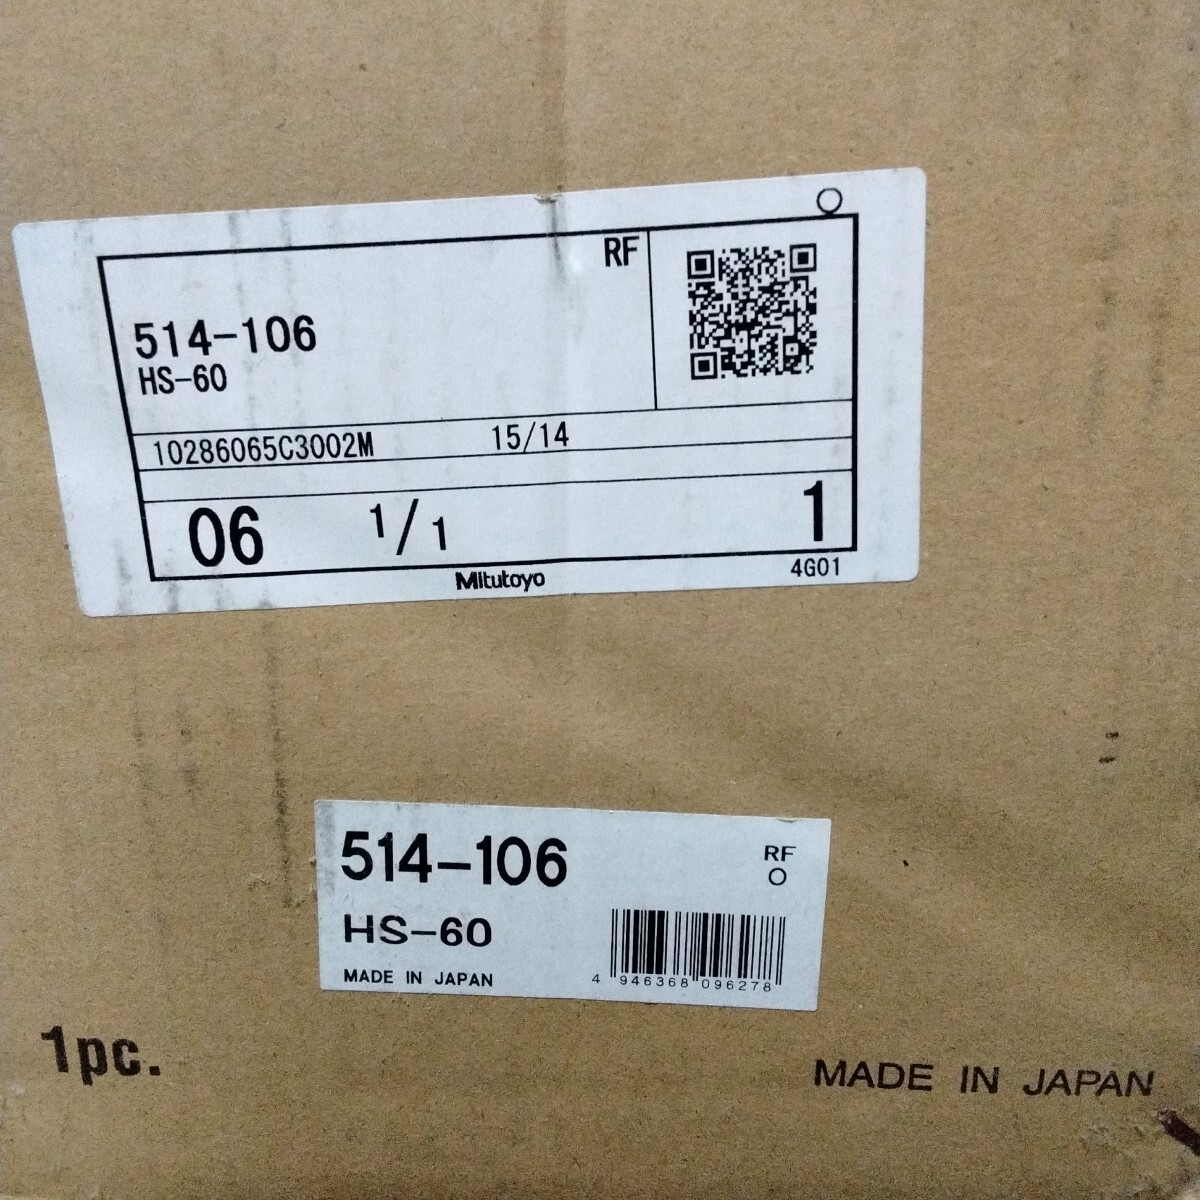 RF
514-106
HS-60
10286065C3002M 15/14
06 1/1 1
Mitutoyo 4G01
514-106 RF
HS-60
MADE IN JAPAN
4 946368 096278
1pc.
MADE IN JAPAN